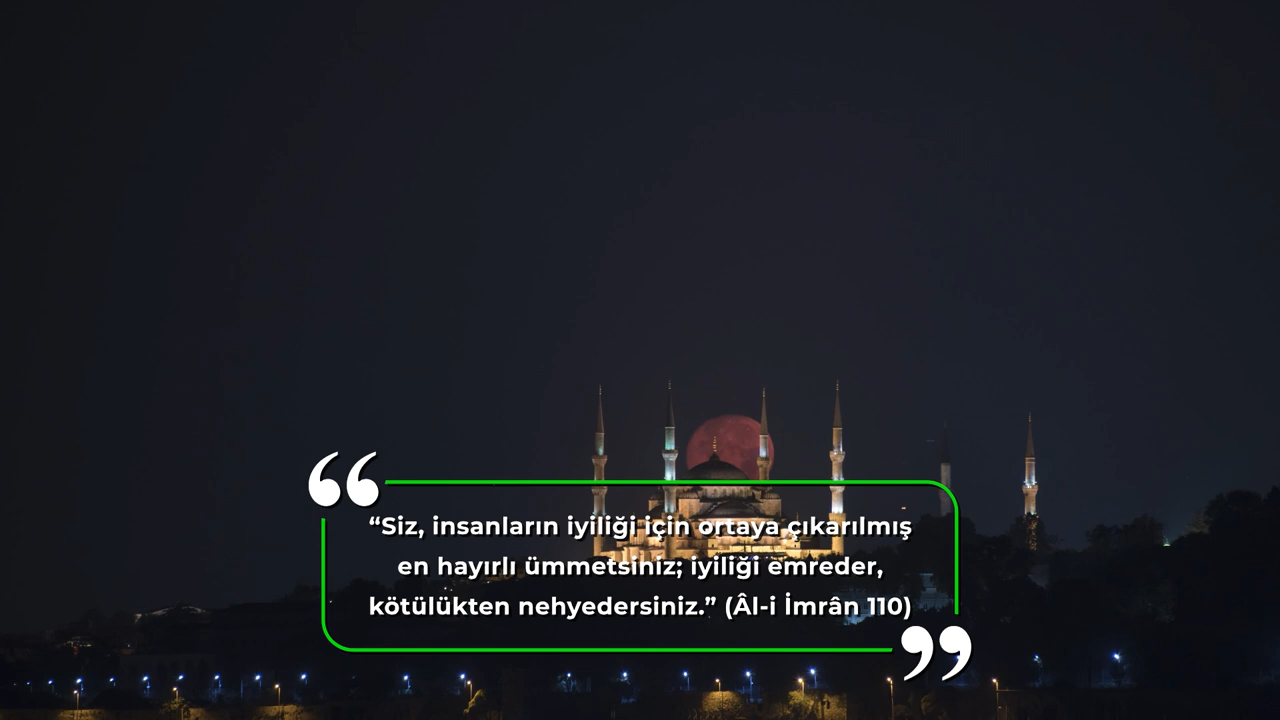 “Siz, insanların iyiliği için ortaya çıkarılmış
en hayırlı ümmetsiniz; iyiliği emreder,
kötülükten nehyedersiniz.” (Âl-i İmrân 110)